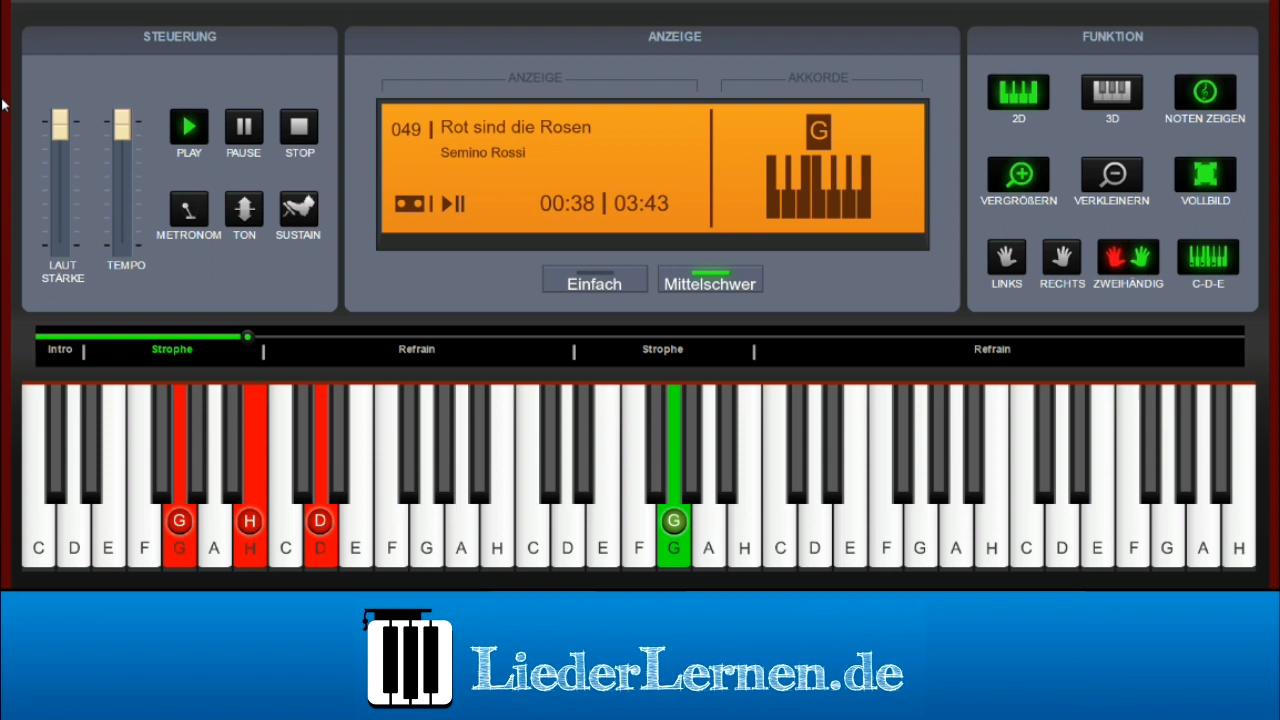 STEUERUNG
ANZEIGE
FUNKTION
ANZEIGE
AKKORDE
049 | Rot sind die Rosen
Semino Rossi
G
00:38 | 03:43
PLAY
PAUSE
STOP
METRONOM
TON
SUSTAIN
LAUT
STÄRKE
TEMPO
Einfach
Mittelschwer
2D
3D
NOTEN ZEIGEN
VERGRÖßERN
VERKLEINERN
VOLLBILD
LINKS
RECHTS
ZWEIHÄNDIG
C-D-E
Intro
Strophe
Refrain
Strophe
Refrain
G H D G
C D E F G A H C D E F G A H C D E F G A H C D E F G A H C D E F G A H
LiederLernen.de